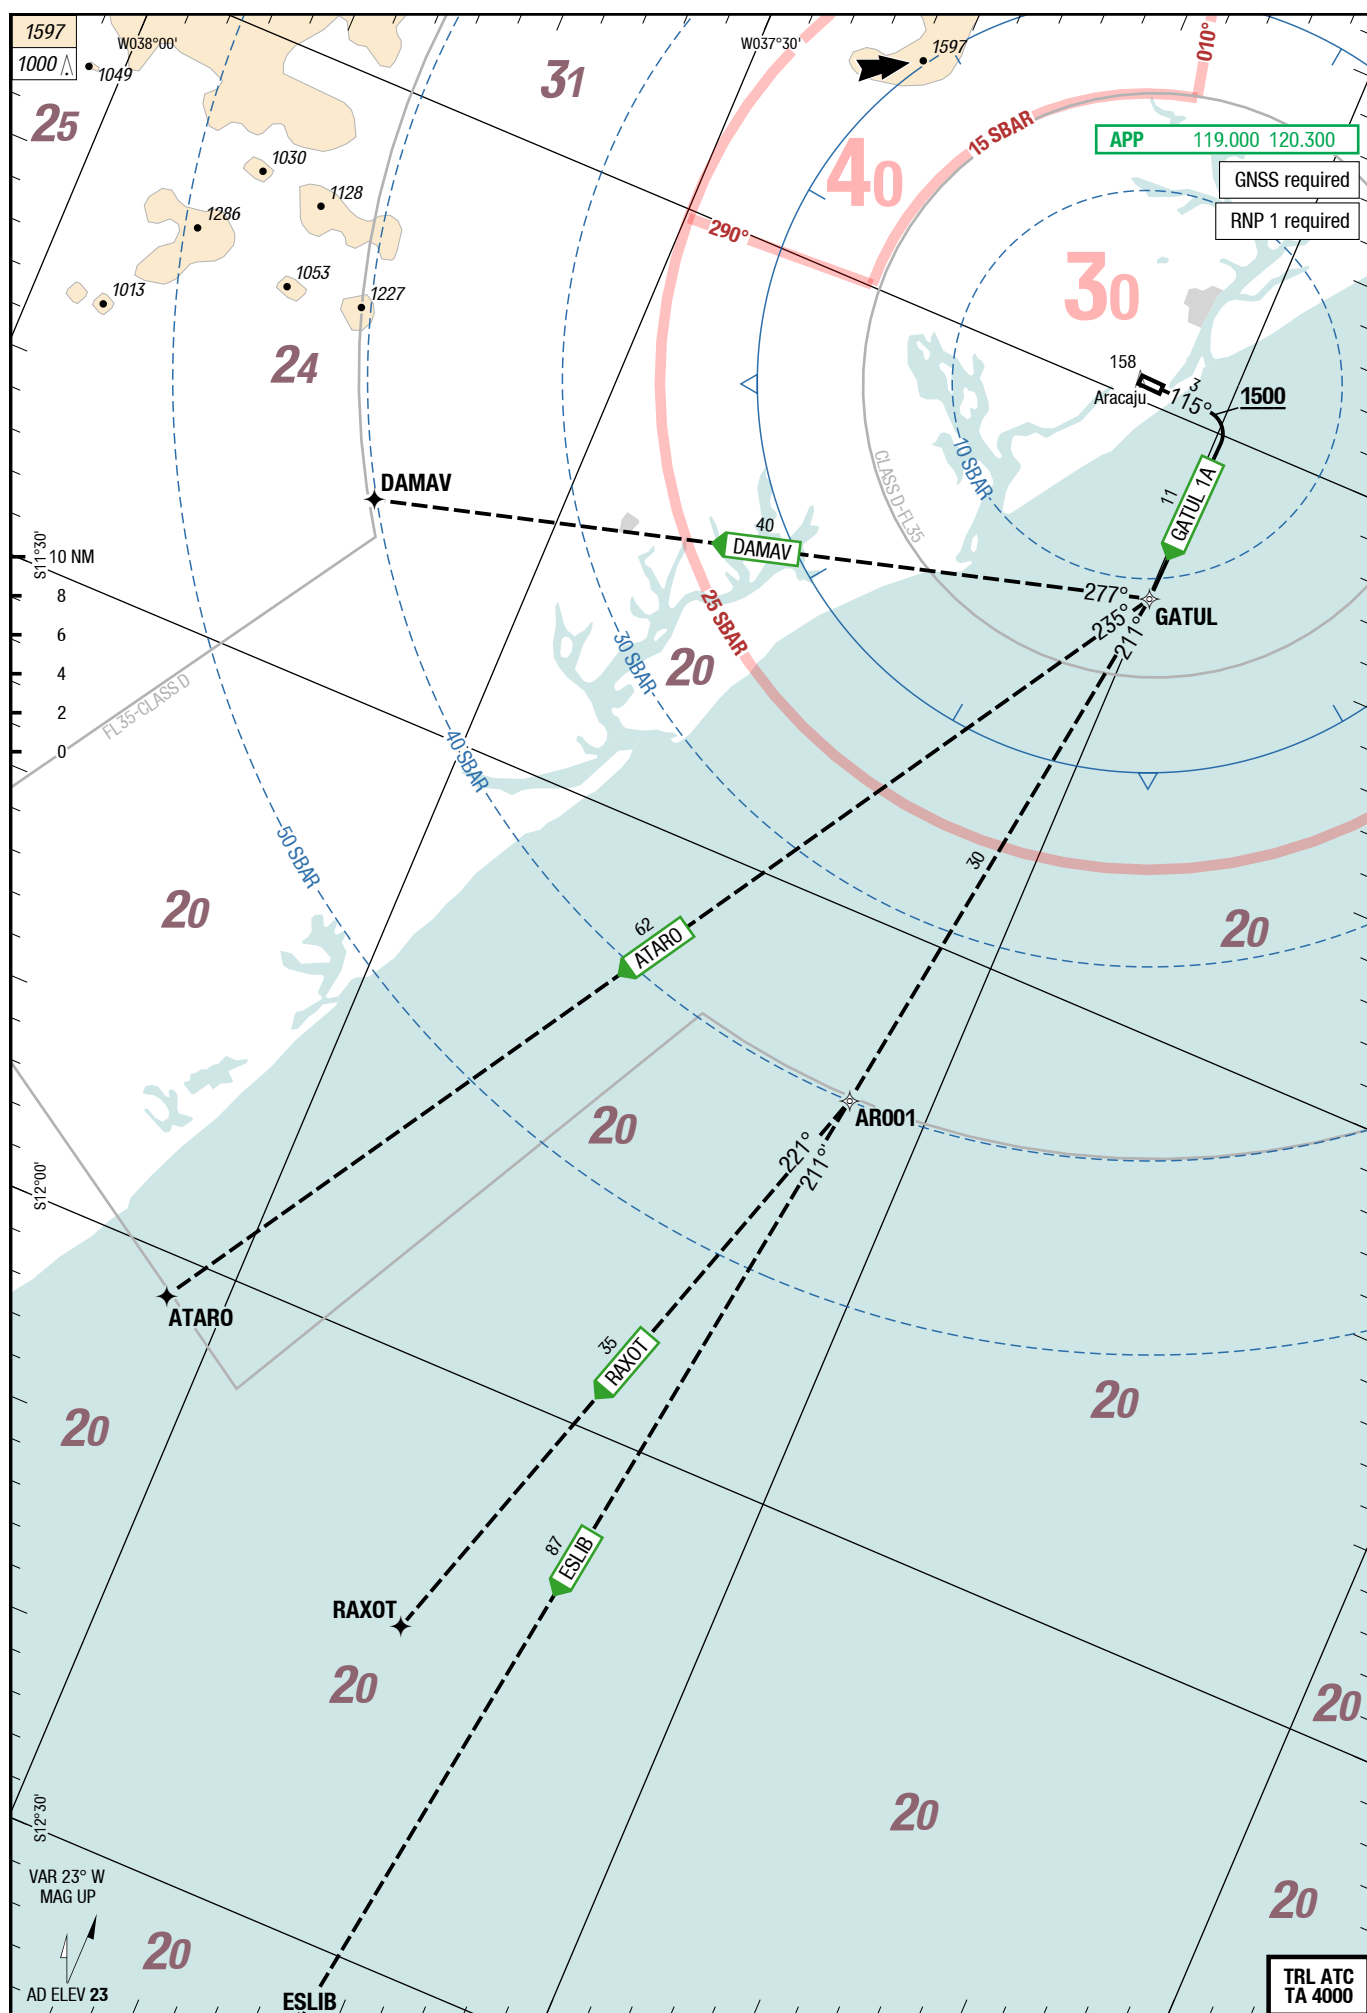 1597
1000
W038°00'
W037°30'
1049
31
1597
010°
25
15 SBAR
APP 119.000 120.300
GNSS required
RNP 1 required
1030
1128
1286
40
290°
1053
1013
1227
30
24
158
Aracaju
3
115°
1500
CLASS D-FL35
10 SBAR
11
GATUL 1A
DAMAV
40
DAMAV
S11°30'
10 NM
8
6
4
2
0
277°
235°
211°
GATUL
25 SBAR
30 SBAR
20
FL35-CLASS D
40 SBAR
50 SBAR
30
20
62
ATARO
20
20
AR001
221°
211°
S12°00'
ATARO
35
RAXOT
20
20
87
ESLIB
RAXOT
20
20
20
S12°30'
VAR 23° W
MAG UP
20
20
AD ELEV 23
ESLIB
TRL ATC
TA 4000